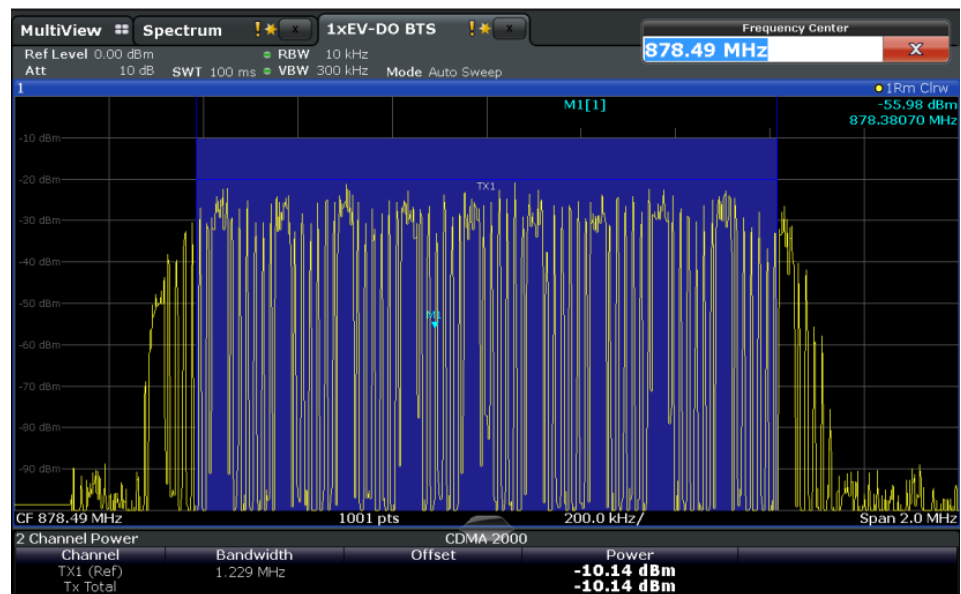 MultiView Spectrum ! x 1xEV-DO BTS ! x Frequency Center
878.49 MHz X
Ref Level 0.00 dBm RBW 10 kHz
Att 10 dB SWT 100 ms VBW 300 kHz Mode Auto Sweep
1 1Rm Clrw
M1[1] -55.98 dBm
878.38070 MHz
-10 dBm
-20 dBm
TX1
-30 dBm
-40 dBm
-50 dBm
M1
-60 dBm
-70 dBm
-80 dBm
-90 dBm
CF 878.49 MHz 1001 pts 200.0 kHz/ Span 2.0 MHz
2 Channel Power CDMA 2000
Channel Bandwidth Offset Power
TX1 (Ref) 1.229 MHz -10.14 dBm
Tx Total -10.14 dBm